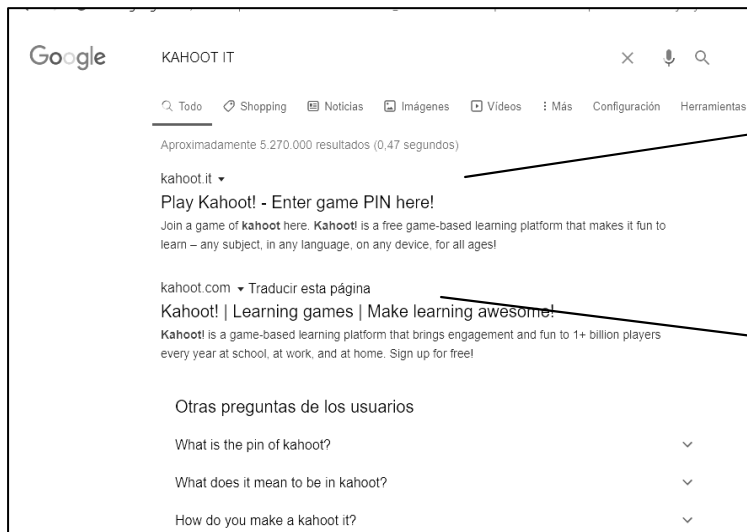 Google
KAHOOT IT
Todo Shopping Noticias Imágenes Vídeos Más Configuración Herramientas
Aproximadamente 5.270.000 resultados (0,47 segundos)
kahoot.it
Play Kahoot! - Enter game PIN here!
Join a game of kahoot here. Kahoot! is a free game-based learning platform that makes it fun to
learn – any subject, in any language, on any device, for all ages!
kahoot.com Traducir esta página
Kahoot! | Learning games | Make learning awesome!
Kahoot! is a game-based learning platform that brings engagement and fun to 1+ billion players
every year at school, at work, and at home. Sign up for free!
Otras preguntas de los usuarios
What is the pin of kahoot?
What does it mean to be in kahoot?
How do you make a kahoot it?